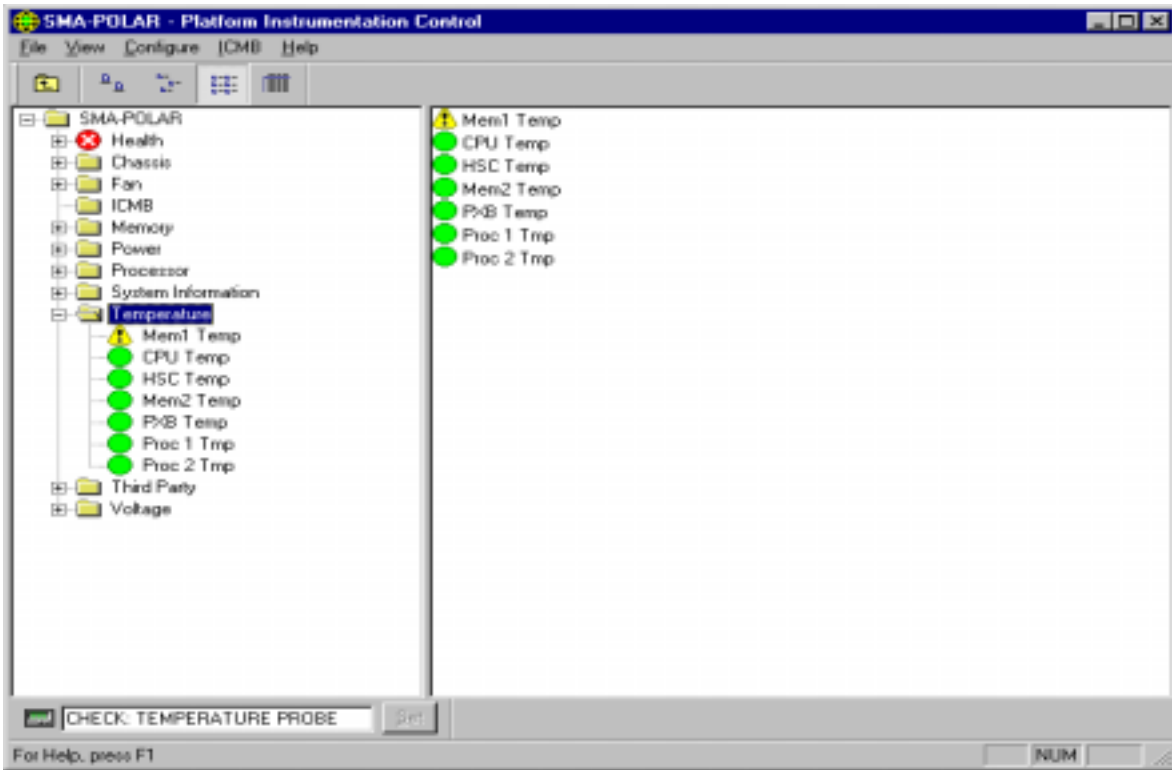 SMA-POLAR - Platform Instrumentation Control
File View Configure ICMB Help
SMA-POLAR
Health
Chassis
Fan
ICMB
Memory
Power
Processor
System Information
Temperature
Mem1 Temp
CPU Temp
HSC Temp
Mem2 Temp
PXB Temp
Proc 1 Tmp
Proc 2 Tmp
Third Party
Voltage
Mem1 Temp
CPU Temp
HSC Temp
Mem2 Temp
PXB Temp
Proc 1 Tmp
Proc 2 Tmp
CHECK: TEMPERATURE PROBE Set
For Help, press F1 NUM